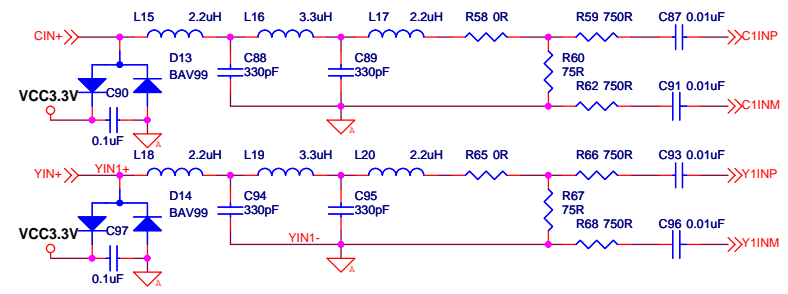 L15 2.2uH L16 3.3uH L17 2.2uH R58 0R R59 750R C87 0.01uF
CIN+ C1INP
D13
BAV99
C88
330pF
C89
330pF
R60
75R
R62 750R C91 0.01uF
C90
VCC3.3V
C1INM
0.1uF
A
A
L18 2.2uH L19 3.3uH L20 2.2uH R65 0R R66 750R C93 0.01uF
YIN+ YIN1+ Y1INP
D14
BAV99
C94
330pF
C95
330pF
R67
75R
R68 750R C96 0.01uF
C97
VCC3.3V
YIN1-
Y1INM
0.1uF
A
A